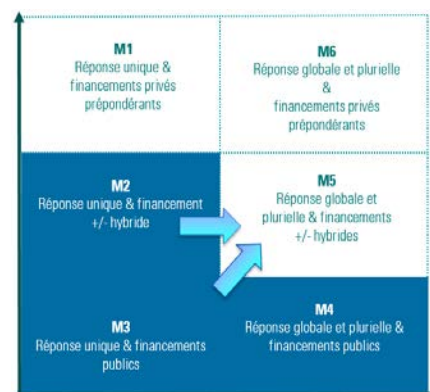 M1
Réponse unique &
financements privés
prépondérants
M6
Réponse globale et plurielle
&
financements privés
prépondérants
M2
Réponse unique & financement
+/- hybride
M5
Réponse globale et
plurielle & financements
+/- hybrides
M3
Réponse unique & financements
publics
M4
Réponse globale et plurielle &
financements publics